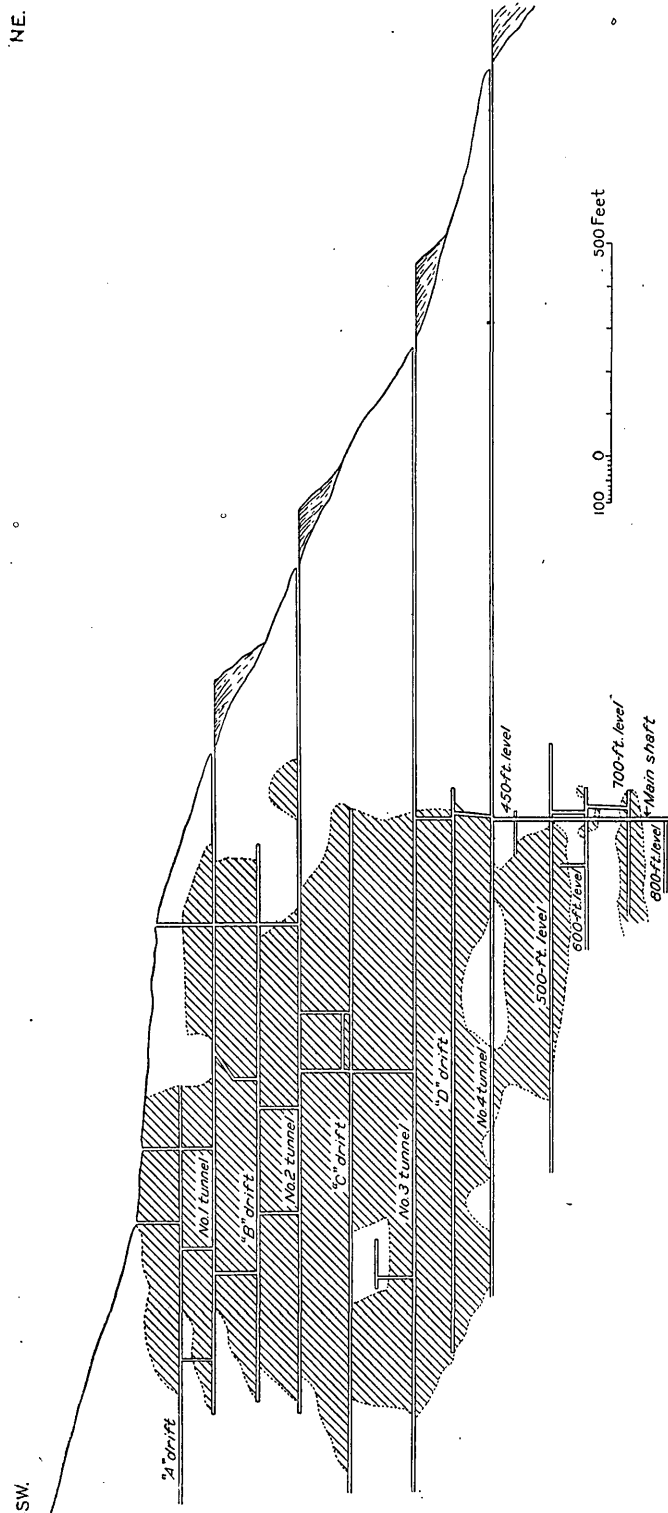 SW.
NE.
"A" drift
No. 1 tunnel
"B" drift
No. 2 tunnel
"C" drift
No. 3 tunnel
"D" drift
No. 4 tunnel
450-ft. level
500-ft. level
600-ft. level
700-ft. level
Main shaft
800-ft. level
100 0 500 Feet